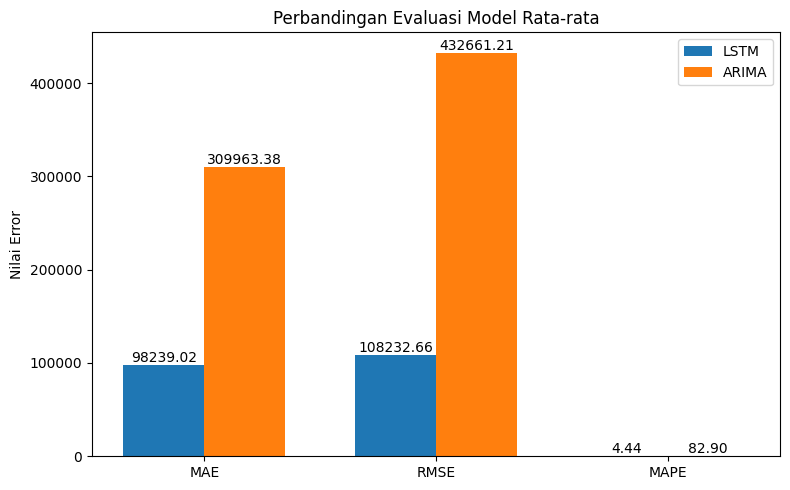 Perbandingan Evaluasi Model Rata-rata
LSTM
ARIMA
Nilai Error
400000
300000
200000
100000
0
98239.02
309963.38
108232.66
432661.21
4.44
82.90
MAE
RMSE
MAPE